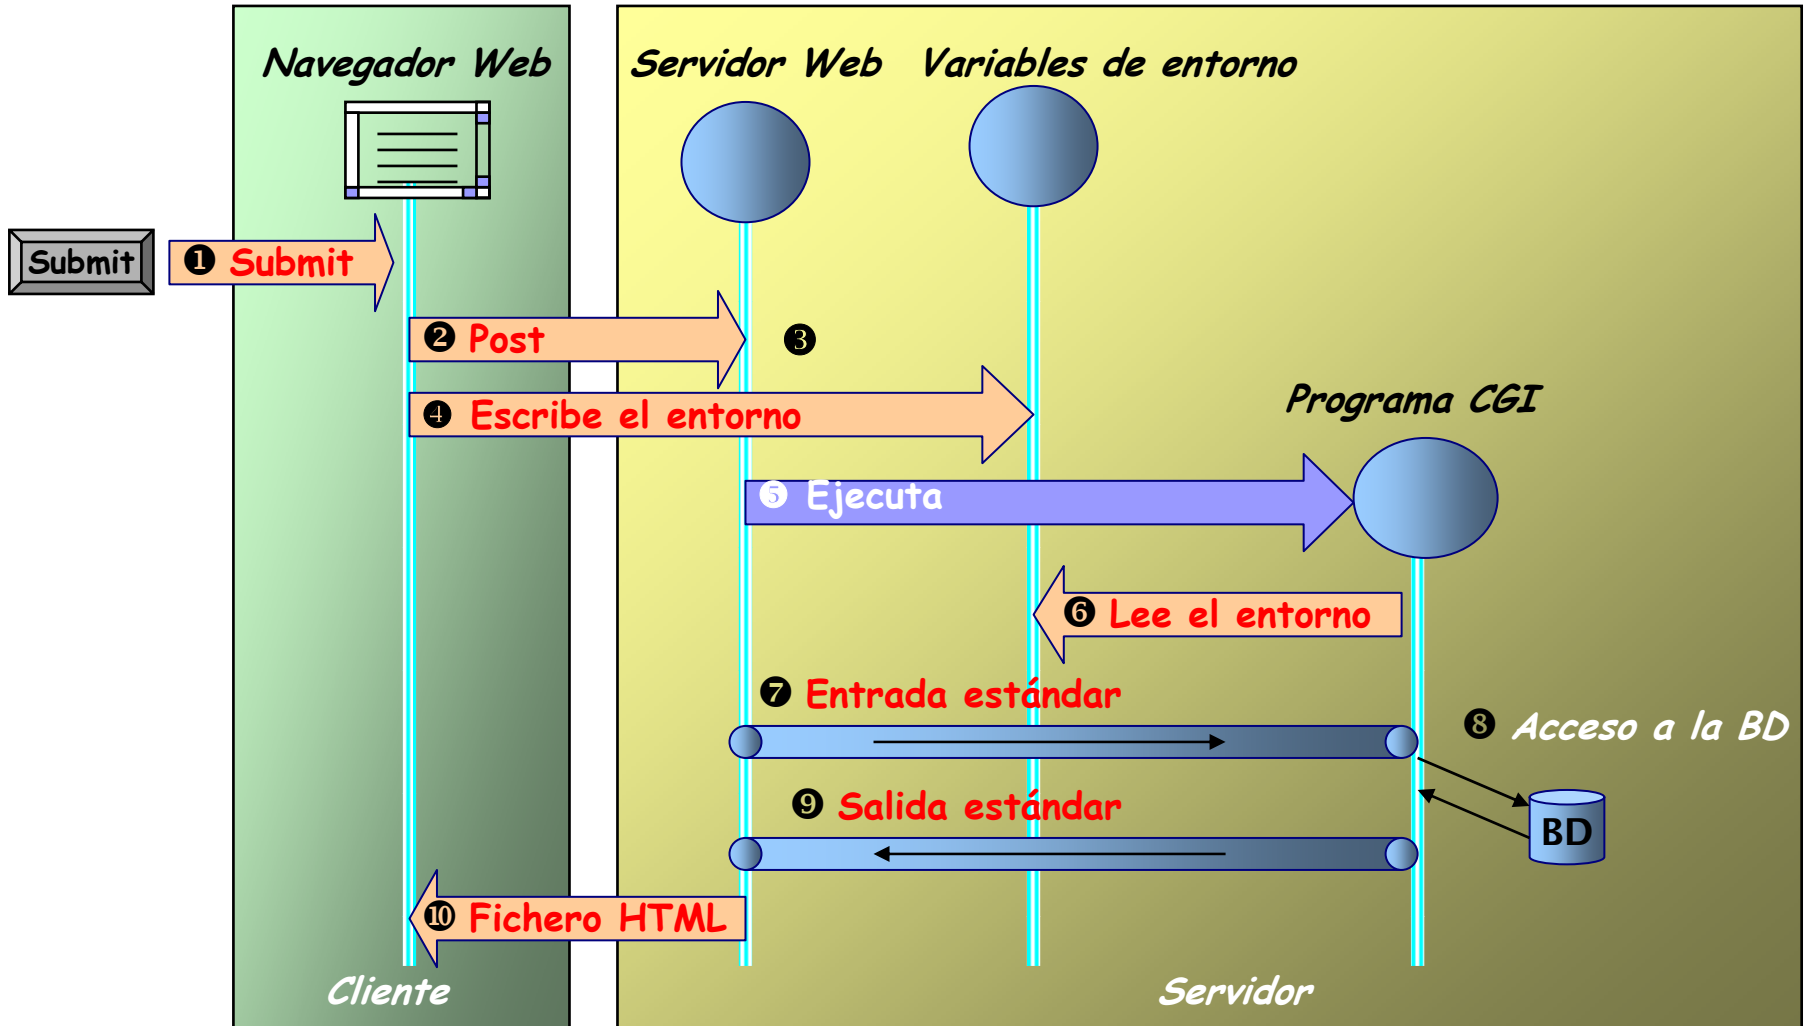 Navegador Web
Servidor Web
Variables de entorno
Submit
❶ Submit
❷ Post
❸
❹ Escribe el entorno
Programa CGI
❺ Ejecuta
❻ Lee el entorno
❼ Entrada estándar
❽ Acceso a la BD
❾ Salida estándar
BD
❿ Fichero HTML
Cliente
Servidor